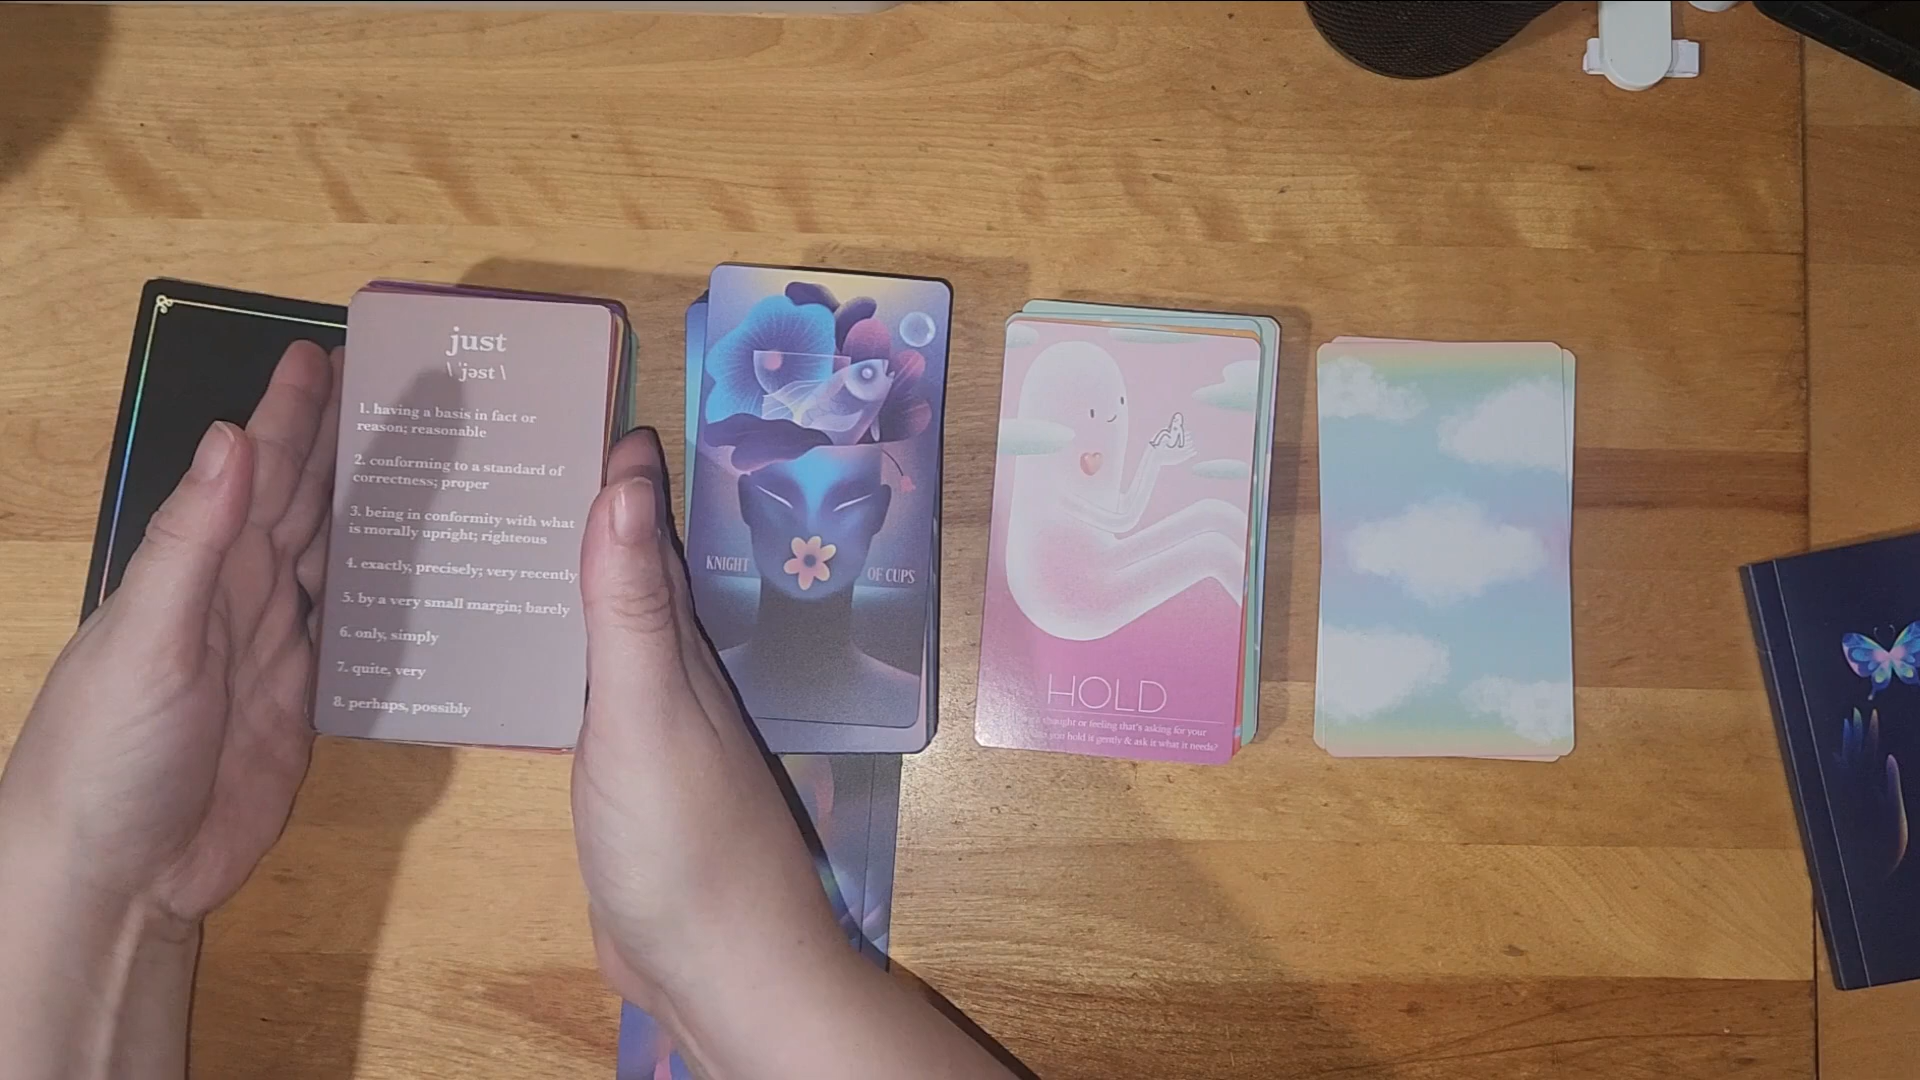 just
\ ˈjəst \
1. having a basis in fact or
reason; reasonable
2. conforming to a standard of
correctness; proper
3. being in conformity with what
is morally upright; righteous
4. exactly, precisely; very recently
5. by a very small margin; barely
6. only, simply
7. quite, very
8. perhaps, possibly
KNIGHT
OF CUPS
HOLD
thought or feeling that's asking for your
you hold it gently & ask it what it needs?